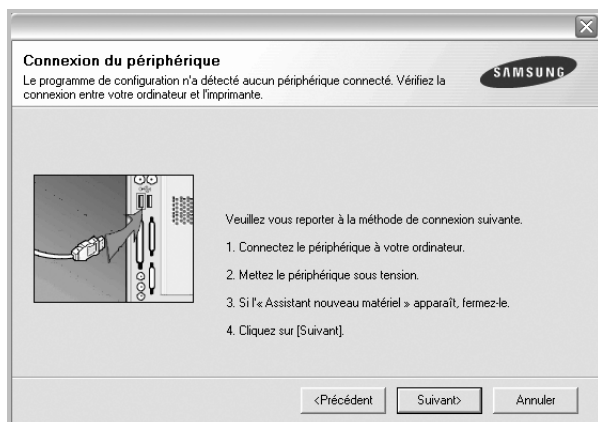 Connexion du périphérique
Le programme de configuration n'a détecté aucun périphérique connecté. Vérifiez la
connexion entre votre ordinateur et l'imprimante.
SAMSUNG
Veuillez vous reporter à la méthode de connexion suivante.
1. Connectez le périphérique à votre ordinateur.
2. Mettez le périphérique sous tension.
3. Si l'« Assistant nouveau matériel » apparaît, fermez-le.
4. Cliquez sur [Suivant].
<Précédent
Suivant>
Annuler